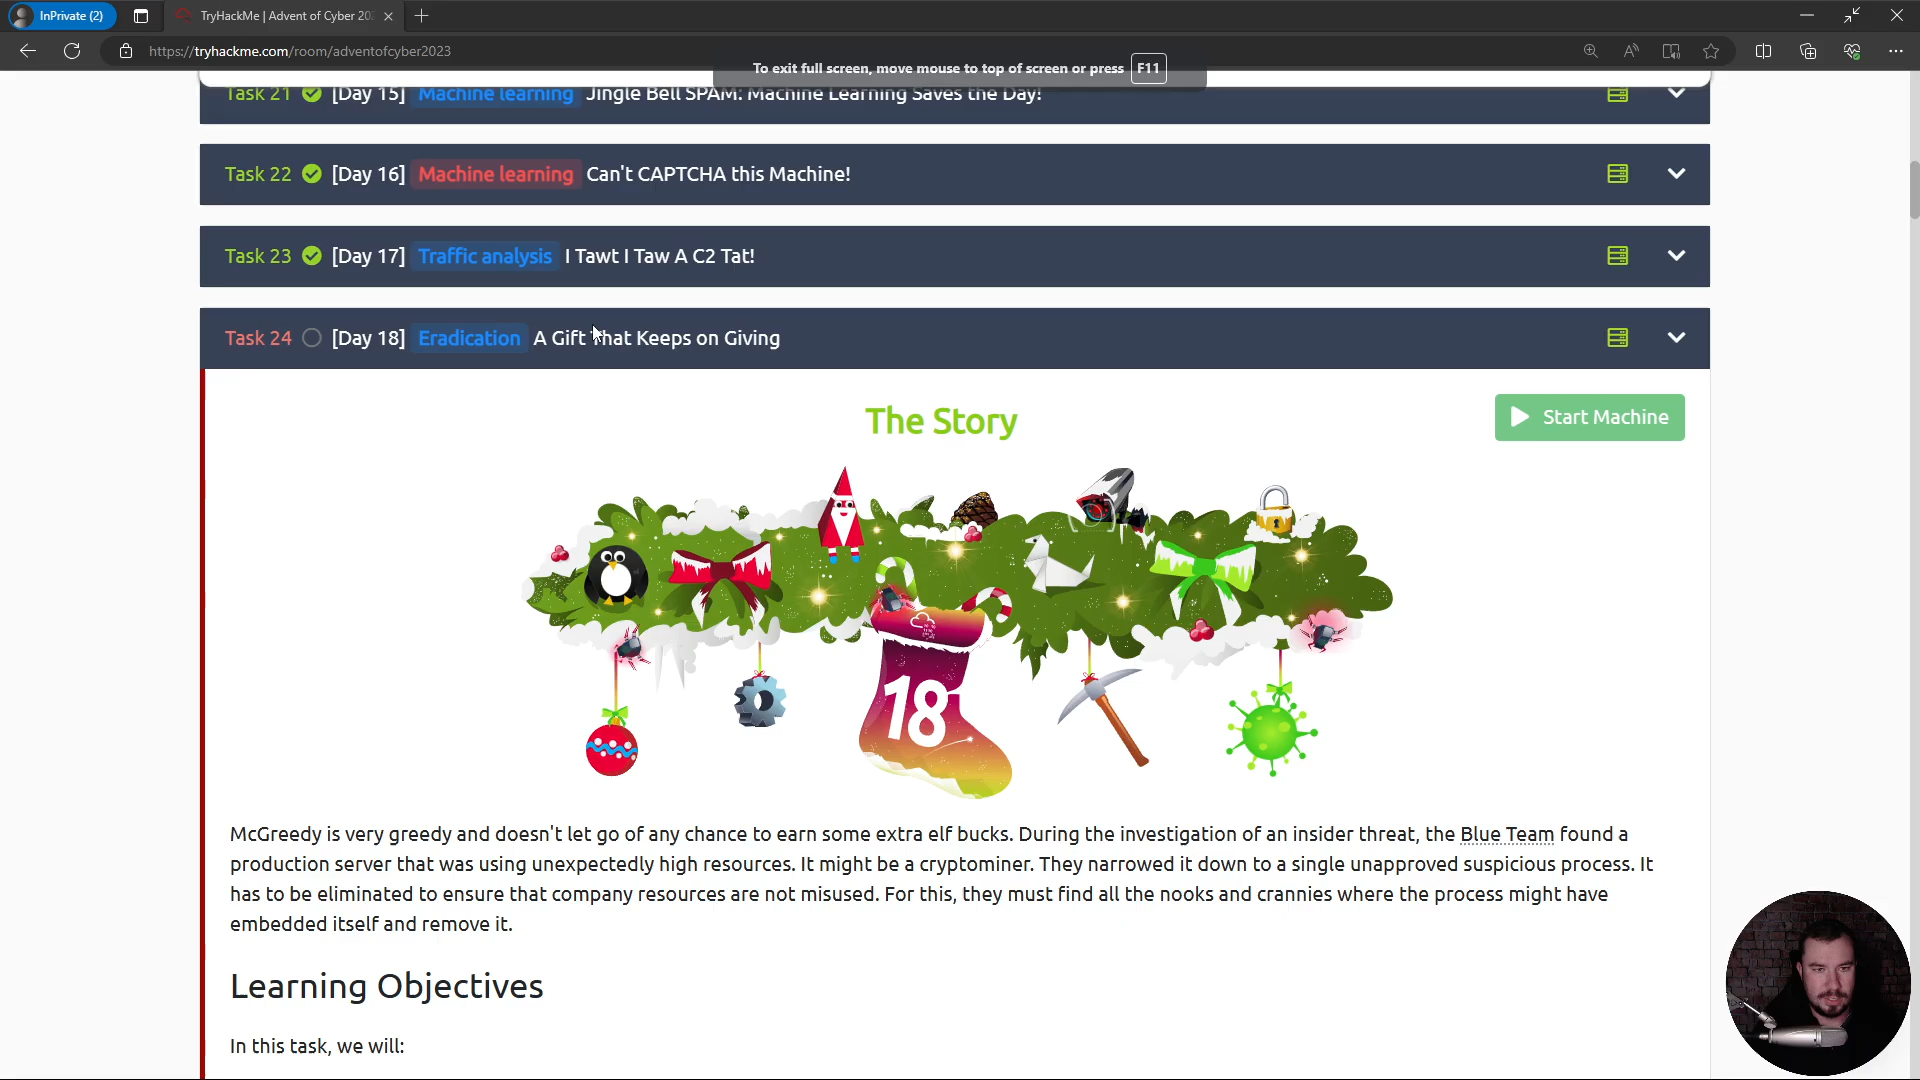 InPrivate (2)
TryHackMe | Advent of Cyber 202
https://tryhackme.com/room/adventofcyber2023
To exit full screen, move mouse to top of screen or press F11
Task 21 [Day 15] Machine learning Jingle Bell SPAM: Machine Learning Saves the Day!
Task 22 [Day 16] Machine learning Can't CAPTCHA this Machine!
Task 23 [Day 17] Traffic analysis I Tawt I Taw A C2 Tat!
Task 24 [Day 18] Eradication A Gift That Keeps on Giving
The Story
Start Machine
18
McGreedy is very greedy and doesn't let go of any chance to earn some extra elf bucks. During the investigation of an insider threat, the Blue Team found a
production server that was using unexpectedly high resources. It might be a cryptominer. They narrowed it down to a single unapproved suspicious process. It
has to be eliminated to ensure that company resources are not misused. For this, they must find all the nooks and crannies where the process might have
embedded itself and remove it.
Learning Objectives
In this task, we will: